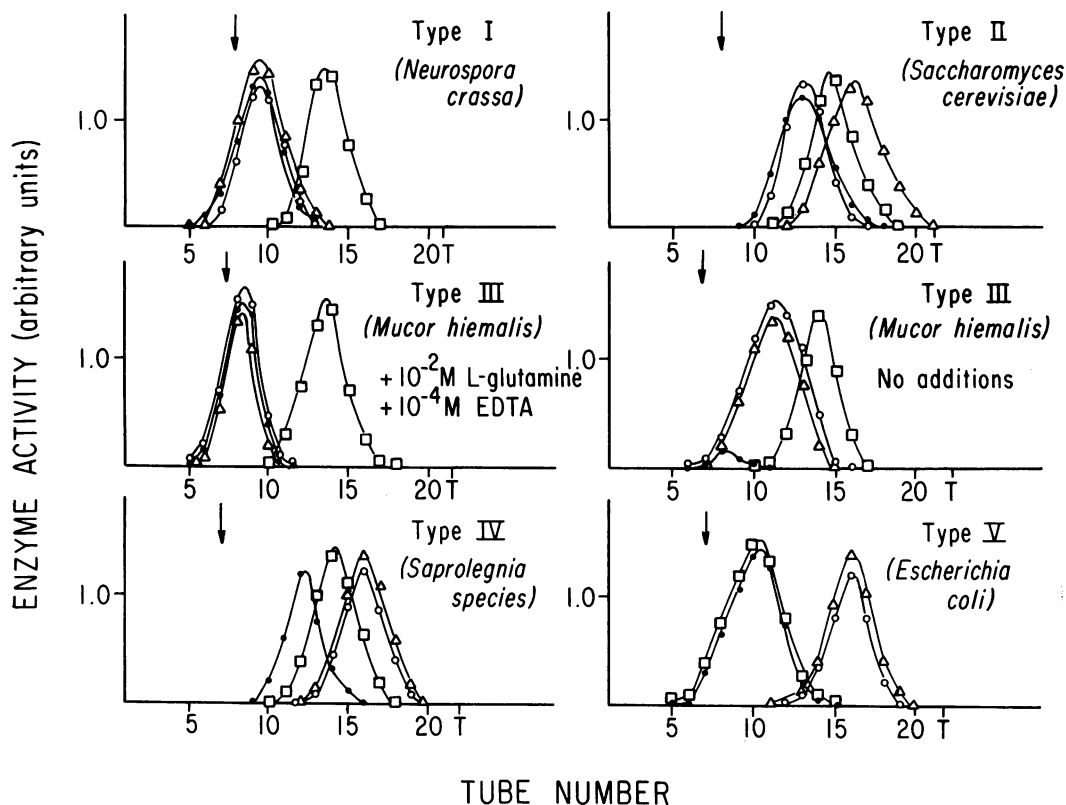 ENZYME ACTIVITY (arbitrary units)
Type I
(Neurospora
crassa)
1.0
5 10 15 20 T
Type II
(Saccharomyces
cerevisiae)
1.0
5 10 15 20 T
Type III
(Mucor hiemalis)
+ 10-2 M L-glutamine
+ 10-4 M EDTA
1.0
5 10 15 20 T
Type III
(Mucor hiemalis)
No additions
1.0
5 10 15 20 T
Type IV
(Saprolegnia
species)
1.0
5 10 15 20 T
Type V
(Escherichia
coli)
1.0
5 10 15 20 T
TUBE NUMBER